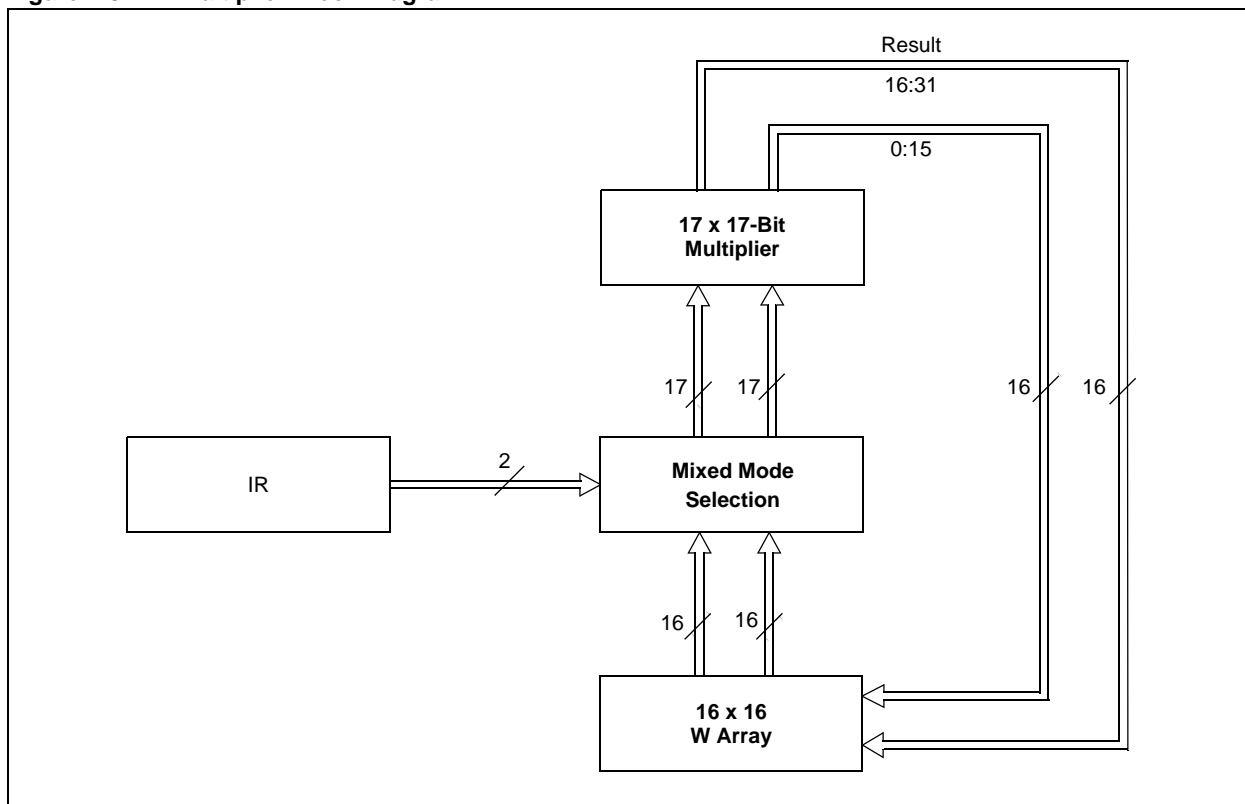 Result
16:31
0:15
17 x 17-Bit
Multiplier
17
17
16
16
IR
2
Mixed Mode
Selection
16
16
16 x 16
W Array